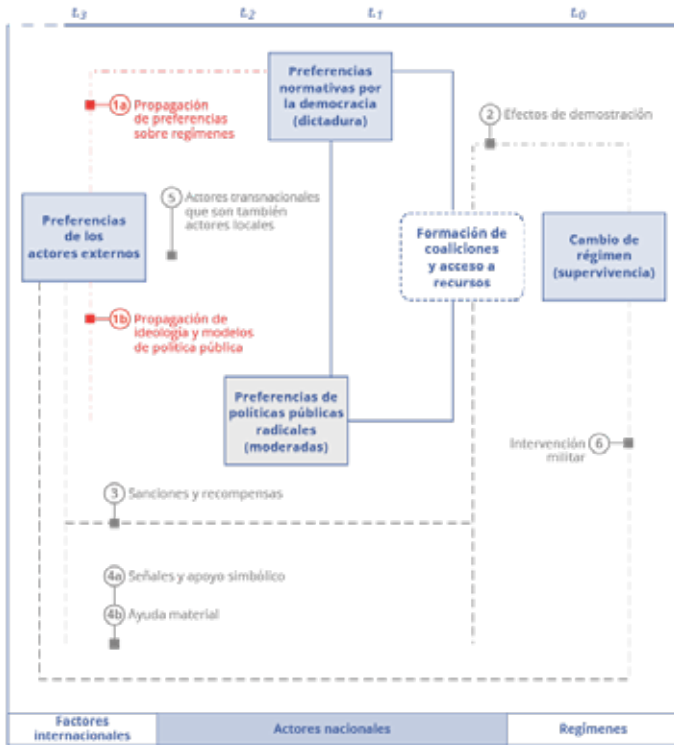 t-3 t-2 t-1 t0
Preferencias
normativas por
la democracia
(dictadura)
1a Propagación
de preferencias
sobre regímenes
2 Efectos de demostración
5 Actores transnacionales
que son también
actores locales
Preferencias
de los
actores externos
Formación de
coaliciones
y acceso a
recursos
Cambio de
régimen
(supervivencia)
1b Propagación de
ideología y modelos
de política pública
Preferencias de
políticas públicas
radicales
(moderadas)
Intervención 6
militar
3 Sanciones y recompensas
4a Señales y apoyo simbólico
4b Ayuda material
Factores
internacionales
Actores nacionales
Regímenes